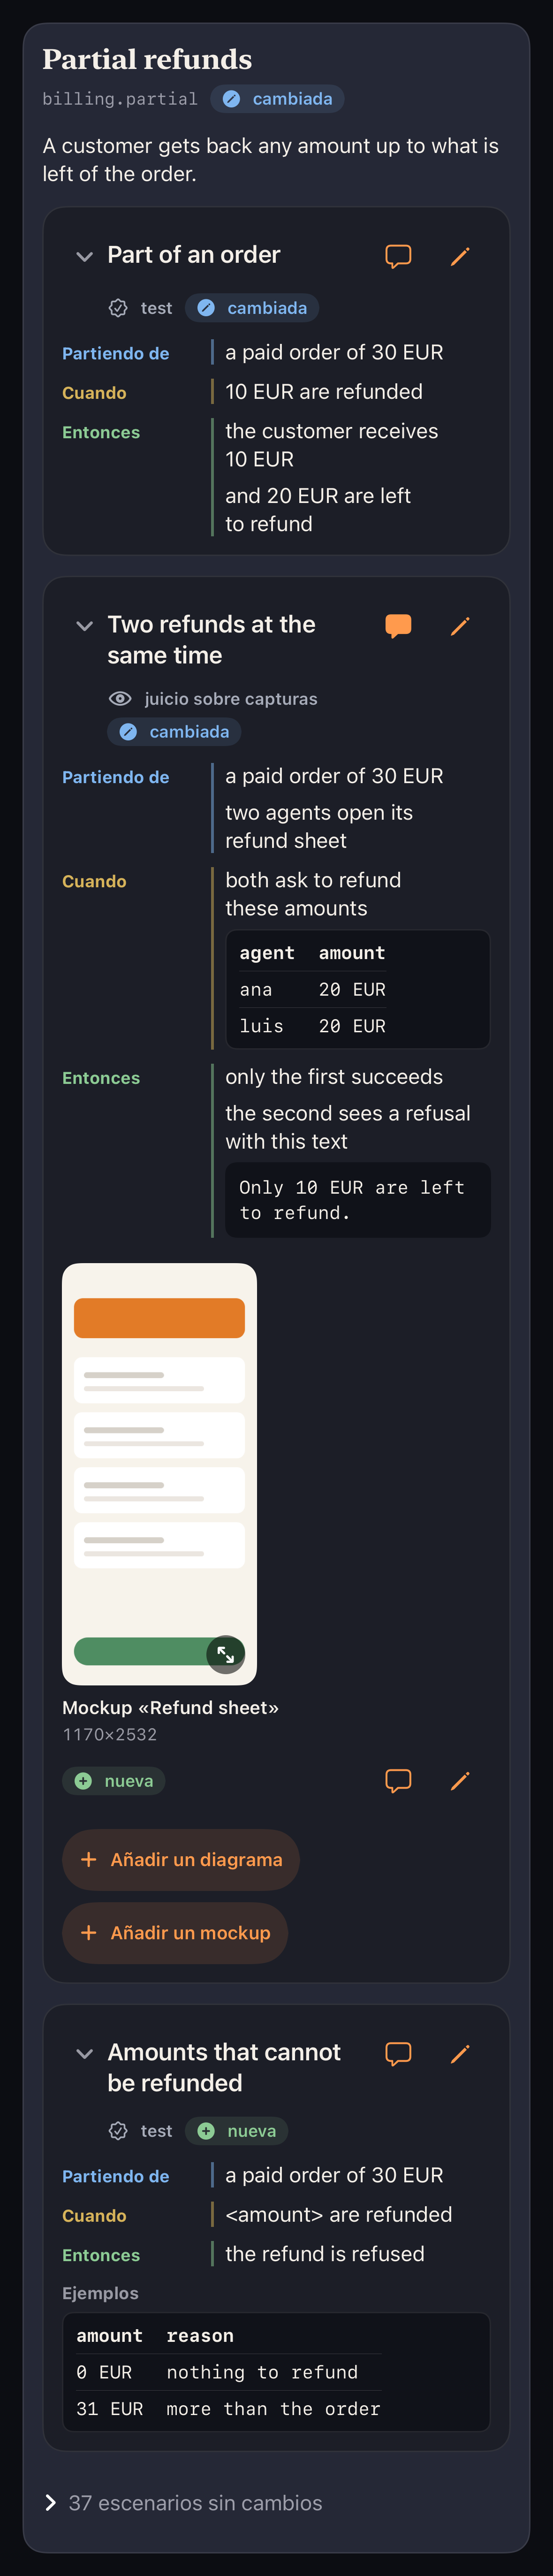 Partial refunds
billing.partial cambiada
A customer gets back any amount up to what is
left of the order.
Part of an order
test cambiada
Partiendo de a paid order of 30 EUR
Cuando 10 EUR are refunded
Entonces the customer receives
10 EUR
and 20 EUR are left
to refund
Two refunds at the
same time
juicio sobre capturas
cambiada
Partiendo de a paid order of 30 EUR
two agents open its
refund sheet
Cuando both ask to refund
these amounts
agent amount
ana 20 EUR
luis 20 EUR
Entonces only the first succeeds
the second sees a refusal
with this text
Only 10 EUR are left
to refund.
Mockup «Refund sheet»
1170×2532
nueva
+ Añadir un diagrama
+ Añadir un mockup
Amounts that cannot
be refunded
test nueva
Partiendo de a paid order of 30 EUR
Cuando <amount> are refunded
Entonces the refund is refused
Ejemplos
amount reason
0 EUR nothing to refund
31 EUR more than the order
37 escenarios sin cambios